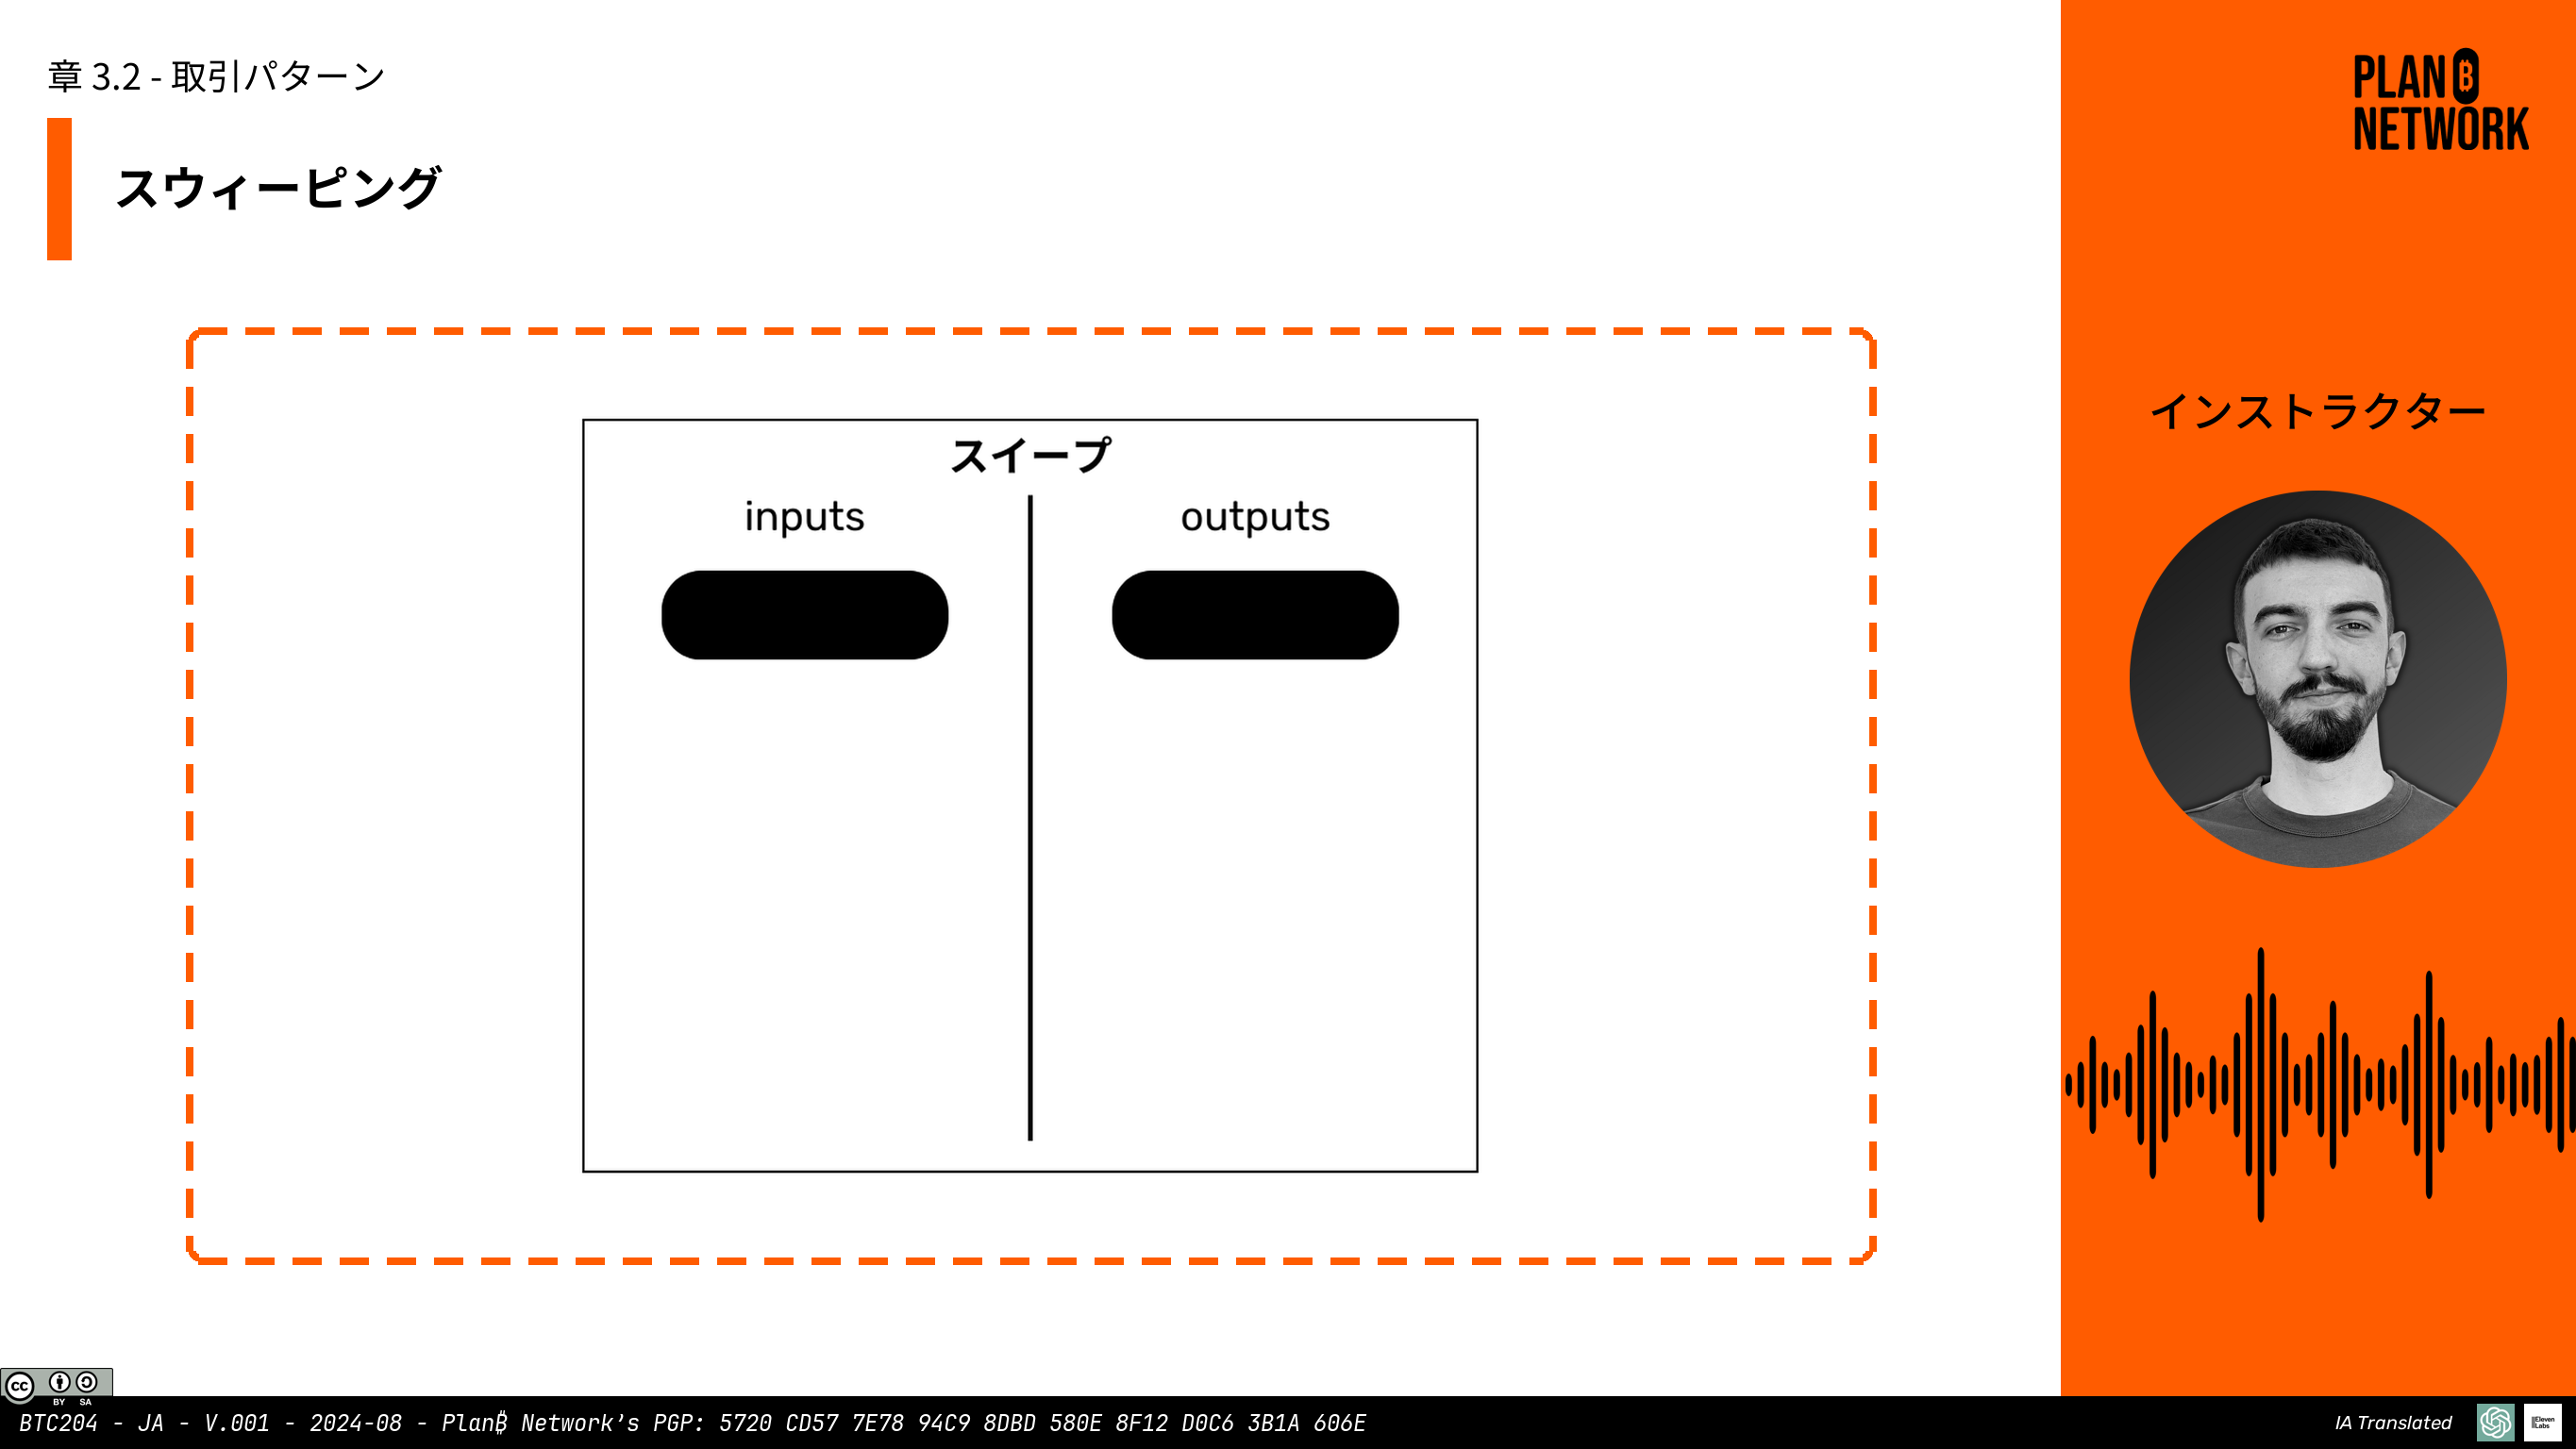 章 3.2 - 取引パターン
スウィーピング
スイープ
inputs
outputs
PLAN ₿
NETWORK
インストラクター
CC BY SA
BTC204 - JA - V.001 - 2024-08 - Plan₿ Network’s PGP: 5720 CD57 7E78 94C9 8DBD 580E 8F12 D0C6 3B1A 606E
IA Translated
ElevenLabs